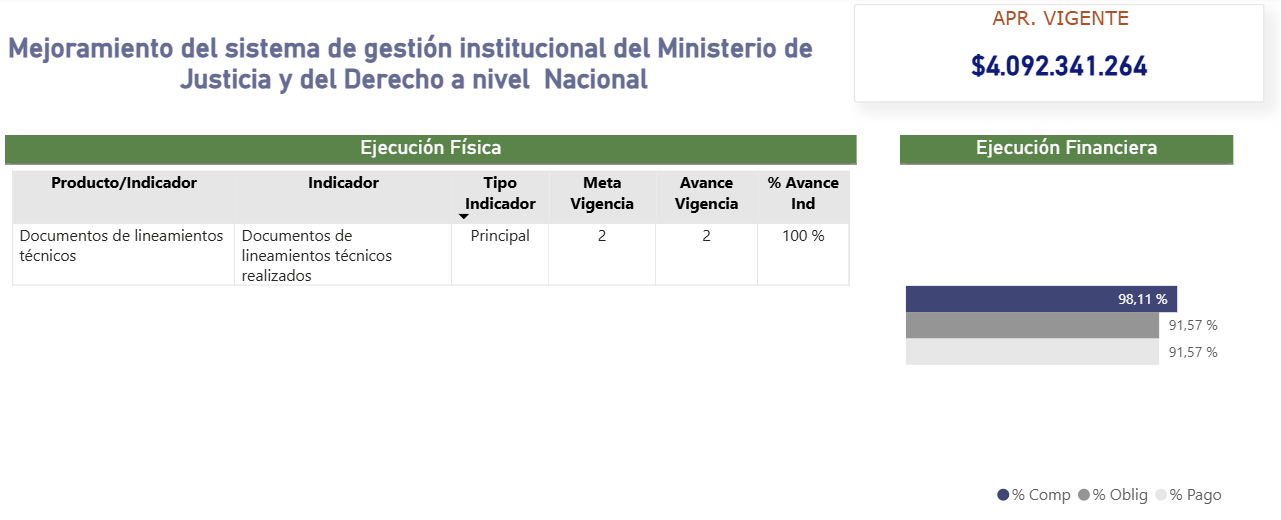 Mejoramiento del sistema de gestión institucional del Ministerio de
Justicia y del Derecho a nivel Nacional
APR. VIGENTE
$4.092.341.264
Ejecución Física
Producto/Indicador
Indicador
Tipo
Indicador
Meta
Vigencia
Avance
Vigencia
% Avance
Ind
Documentos de lineamientos
técnicos
Documentos de
lineamientos técnicos
realizados
Principal
2
2
100 %
Ejecución Financiera
98,11 %
91,57 %
91,57 %
% Comp % Oblig % Pago